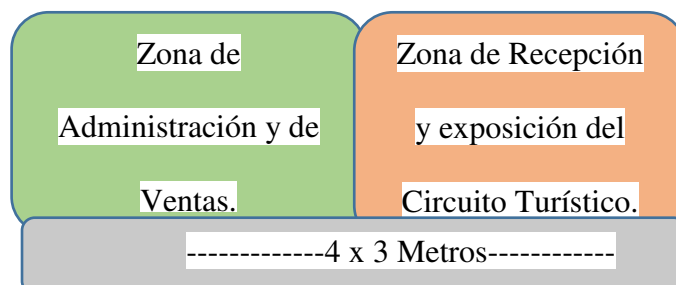 Zona de
Administración y de
Ventas.
Zona de Recepción
y exposición del
Circuito Turístico.
-------------4 x 3 Metros------------